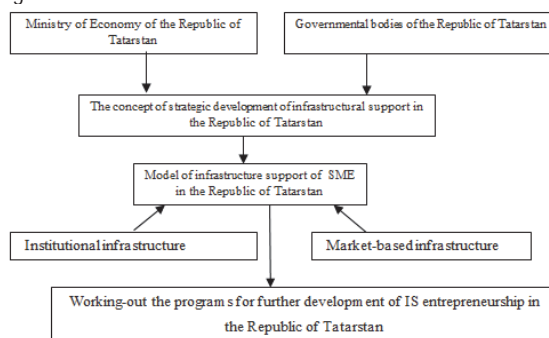 Ministry of Economy of the Republic of
Tatarstan
Governmental bodies of the Republic of Tatarstan
The concept of strategic development of infrastructural support in
the Republic of Tatarstan
Model of infrastructure support of SME
in the Republic of Tatarstan
Institutional infrastructure
Market-based infrastructure
Working-out the programs for further development of IS entrepreneurship in
the Republic of Tatarstan